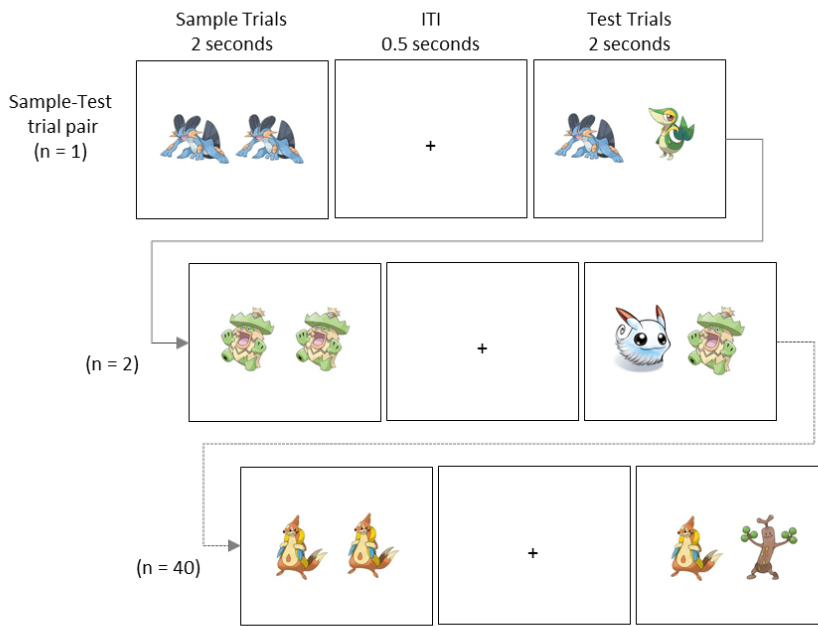 Sample Trials
2 seconds
ITI
0.5 seconds
Test Trials
2 seconds
Sample-Test
trial pair
(n = 1)
+
(n = 2)
+
(n = 40)
+